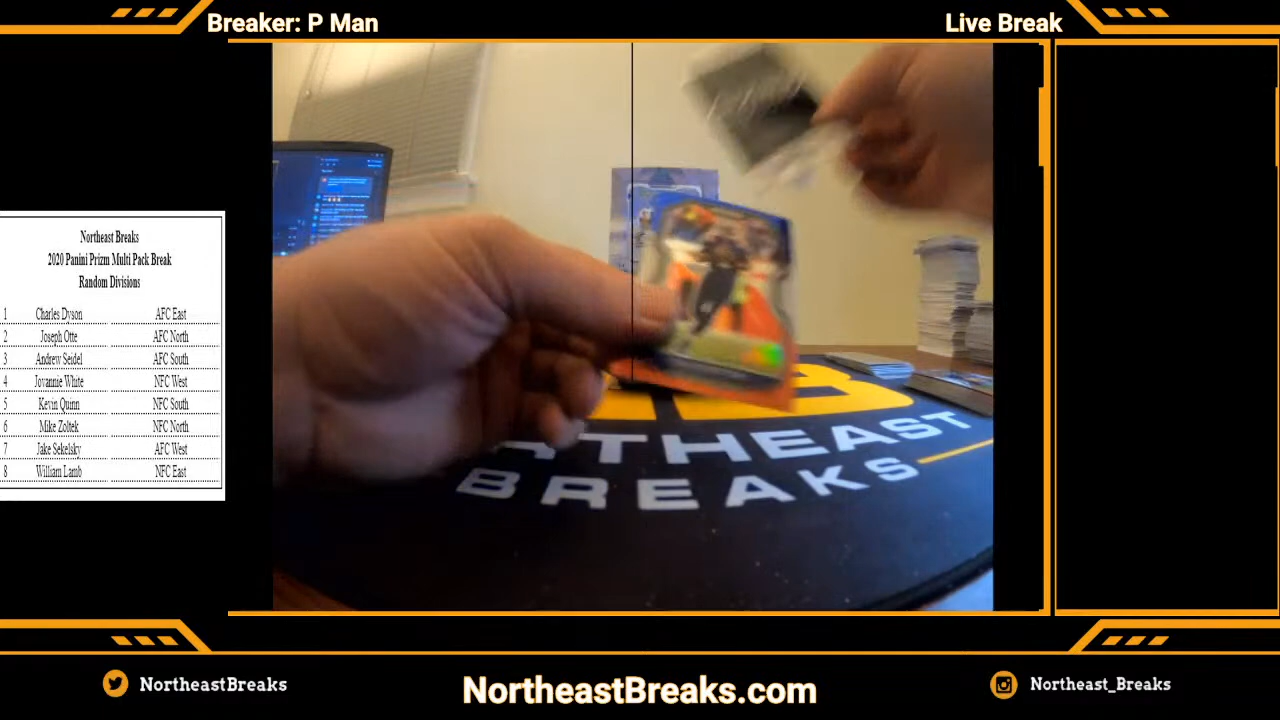 Breaker: P Man
Live Break
Northeast Breaks
2020 Panini Prizm Multi Pack Break
Random Divisions
1 Charles Dyson AFC East
2 Joseph Otte AFC North
3 Andrew Seidel AFC South
4 Jovannie White NFC West
5 Kevin Quinn NFC South
6 Mike Zoltek NFC North
7 Jake Sekelsky AFC West
8 William Lamb NFC East
THEAST
BREAKS
NortheastBreaks
NortheastBreaks.com
Northeast_Breaks